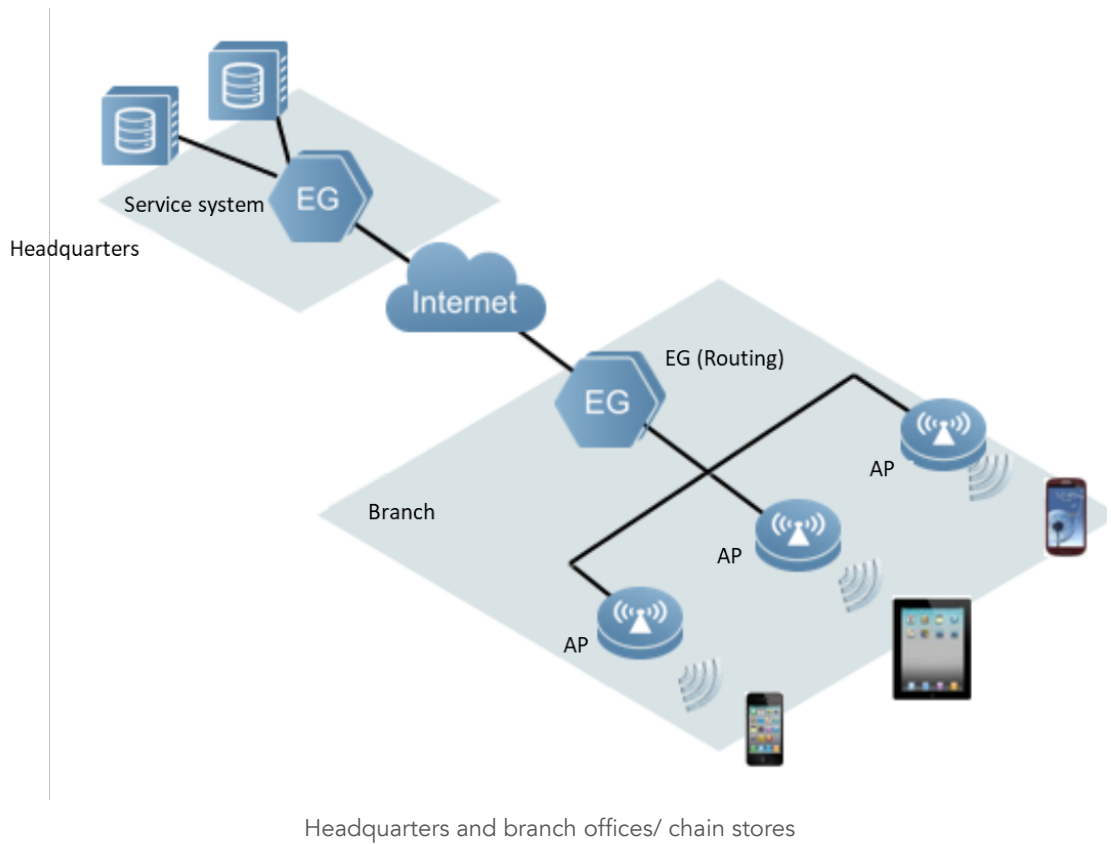 EG
Service system
Headquarters
Internet
EG (Routing)
EG
AP
Branch
AP
AP
Headquarters and branch offices/ chain stores